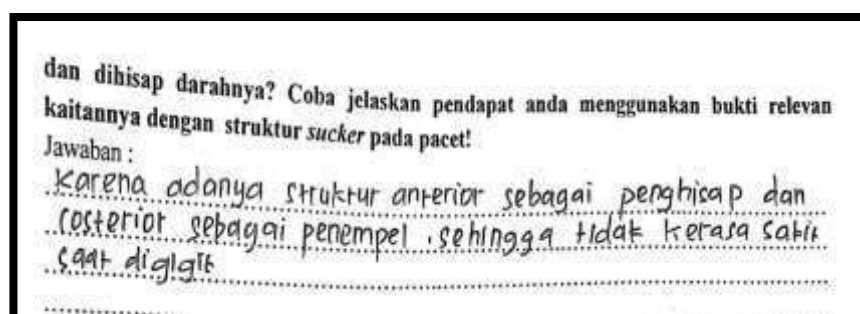 dan dihisap darahnya? Coba jelaskan pendapat anda menggunakan bukti relevan
kaitannya dengan struktur sucker pada pacet!
Jawaban :
Karena adanya struktur anterior sebagai penghisap dan
costerior sebagai penempel . sehingga tidak kerasa sakit
saat digigit